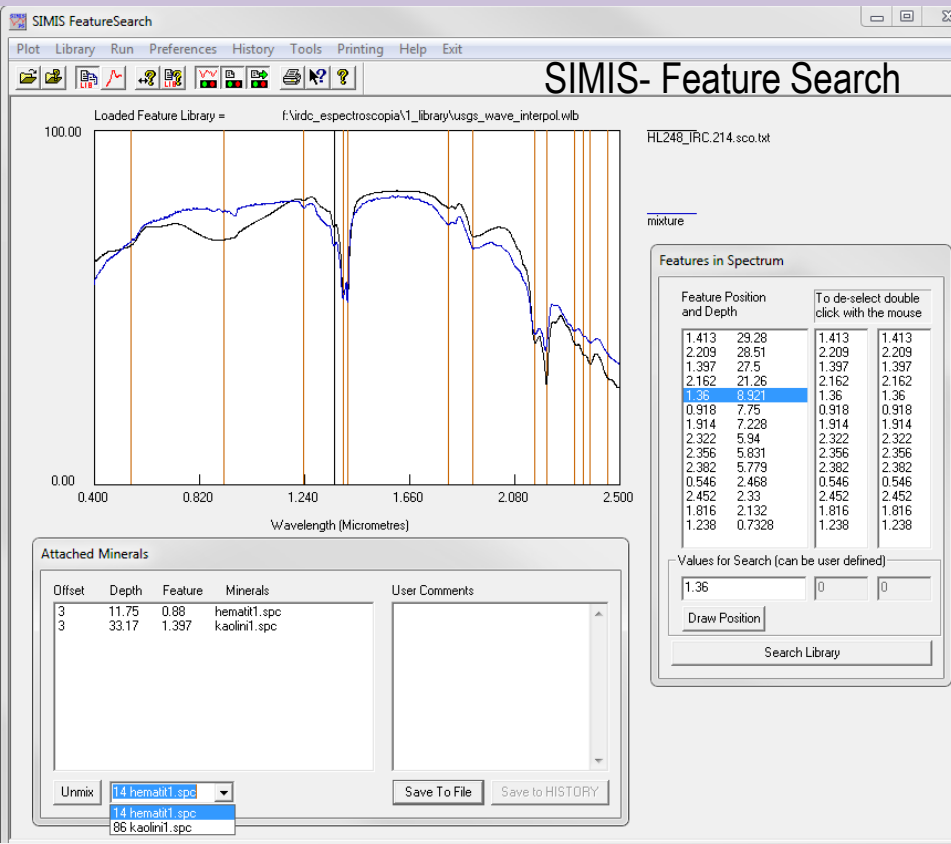 SIMIS FeatureSearch
Plot Library Run Preferences History Tools Printing Help Exit
SIMIS- Feature Search
Loaded Feature Library = f:\irdc_espectroscopia\1_library\usgs_wave_interpol.wlb
100.00
0.00
0.400 0.820 1.240 1.660 2.080 2.500
Wavelength (Micrometres)
HL248_IRC.214.sco.txt
mixture
Features in Spectrum
Feature Position and Depth
To de-select double click with the mouse
1.413 29.28 1.413 1.413
2.209 28.51 2.209 2.209
1.397 27.5 1.397 1.397
2.162 21.26 2.162 2.162
1.36 8.921 1.36 1.36
0.918 7.75 0.918 0.918
1.914 7.228 1.914 1.914
2.322 5.94 2.322 2.322
2.356 5.831 2.356 2.356
2.382 5.779 2.382 2.382
0.546 2.468 0.546 0.546
2.452 2.33 2.452 2.452
1.816 2.132 1.816 1.816
1.238 0.7328 1.238 1.238
Values for Search (can be user defined)
1.36 0 0
Draw Position
Search Library
Attached Minerals
Offset Depth Feature Minerals
3 11.75 0.88 hematit1.spc
3 33.17 1.397 kaolini1.spc
User Comments
Unmix
14 hematit1.spc
14 hematit1.spc
86 kaolini1.spc
Save To File
Save to HISTORY